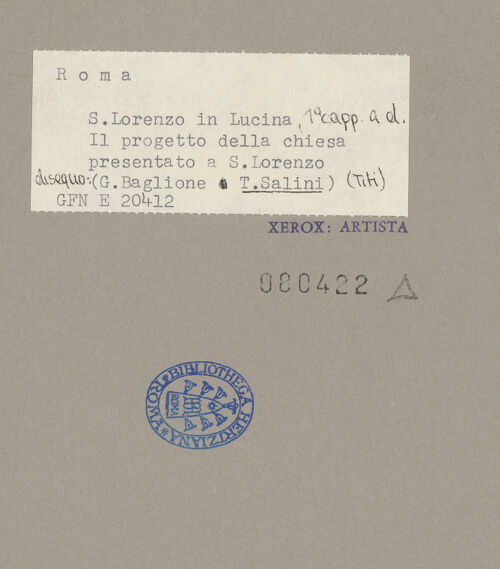 Roma
S.Lorenzo in Lucina, 1a capp. a d.
Il progetto della chiesa
presentato a S.Lorenzo
disegno: (G.Baglione e T.Salini) (Titi)
GFN E 20412
XEROX: ARTISTA
080422
BIBLIOTHECA HERTZIANA * ROMA *
ROMA